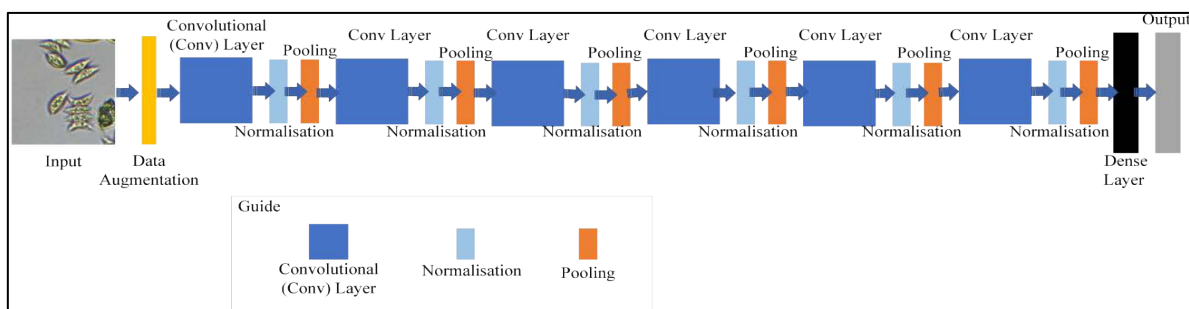 Output
Convolutional
(Conv) Layer
Pooling
Conv Layer
Pooling
Conv Layer
Pooling
Conv Layer
Pooling
Conv Layer
Pooling
Conv Layer
Pooling
Normalisation
Normalisation
Normalisation
Normalisation
Normalisation
Normalisation
Input
Data
Augmentation
Dense
Layer
Guide
Convolutional
(Conv) Layer
Normalisation
Pooling